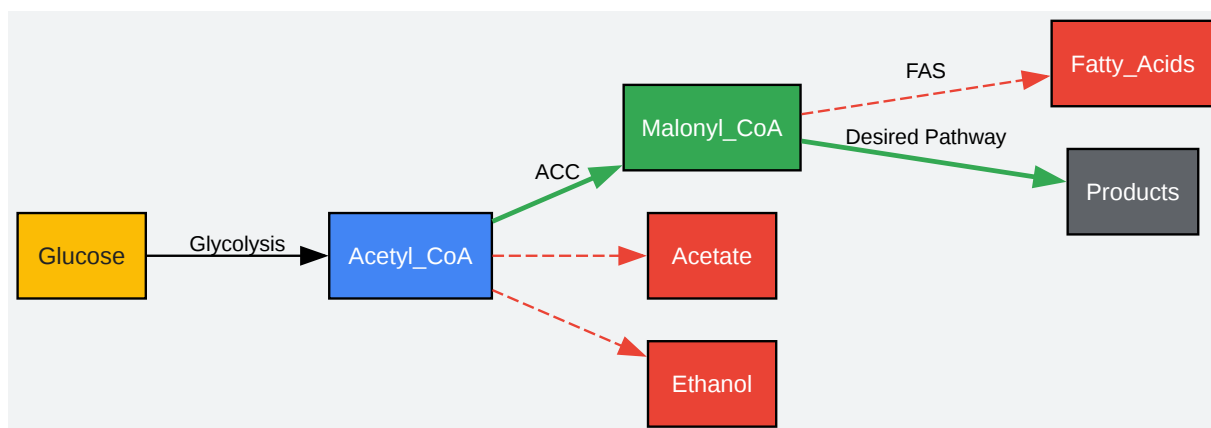 FAS
Fatty_Acids
Malonyl_CoA
Desired Pathway
ACC
Products
Glucose
Glycolysis
Acetyl_CoA
Acetate
Ethanol